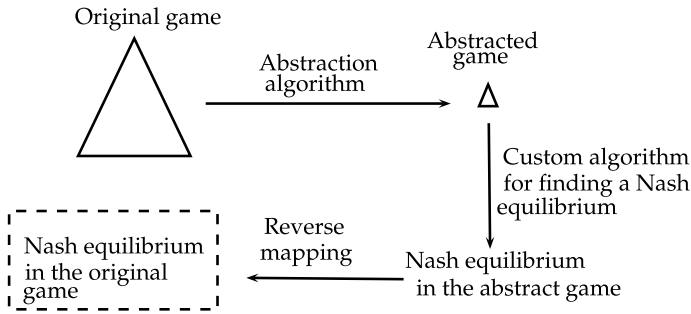 Original game
Abstraction
algorithm
Abstracted
game
Custom algorithm
for finding a Nash
equilibrium
Nash equilibrium
in the abstract game
Reverse
mapping
Nash equilibrium
in the original
game